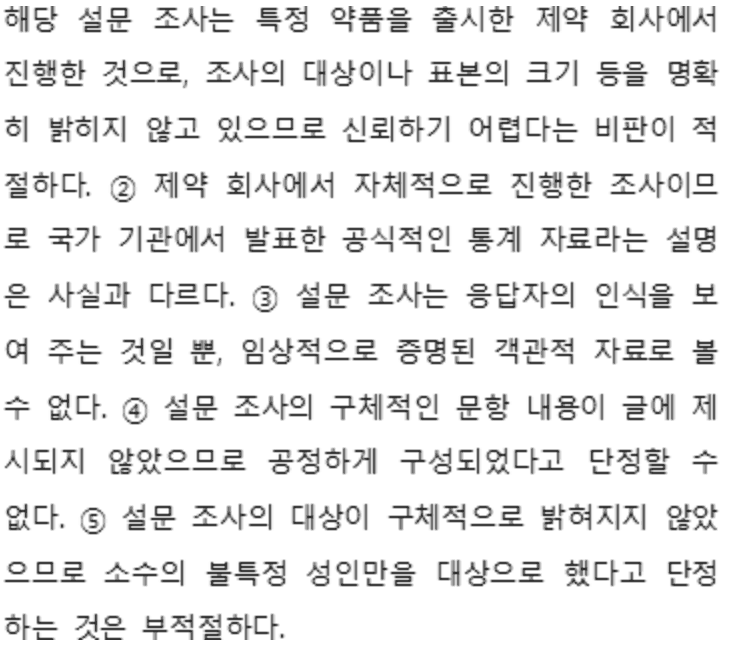 해당 설문 조사는 특정 약품을 출시한 제약 회사에서
진행한 것으로, 조사의 대상이나 표본의 크기 등을 명확
히 밝히지 않고 있으므로 신뢰하기 어렵다는 비판이 적
절하다. ② 제약 회사에서 자체적으로 진행한 조사이므
로 국가 기관에서 발표한 공식적인 통계 자료라는 설명
은 사실과 다르다. ③ 설문 조사는 응답자의 인식을 보
여 주는 것일 뿐, 임상적으로 증명된 객관적 자료로 볼
수 없다. ④ 설문 조사의 구체적인 문항 내용이 글에 제
시되지 않았으므로 공정하게 구성되었다고 단정할 수
없다. ⑤ 설문 조사의 대상이 구체적으로 밝혀지지 않았
으므로 소수의 불특정 성인만을 대상으로 했다고 단정
하는 것은 부적절하다.